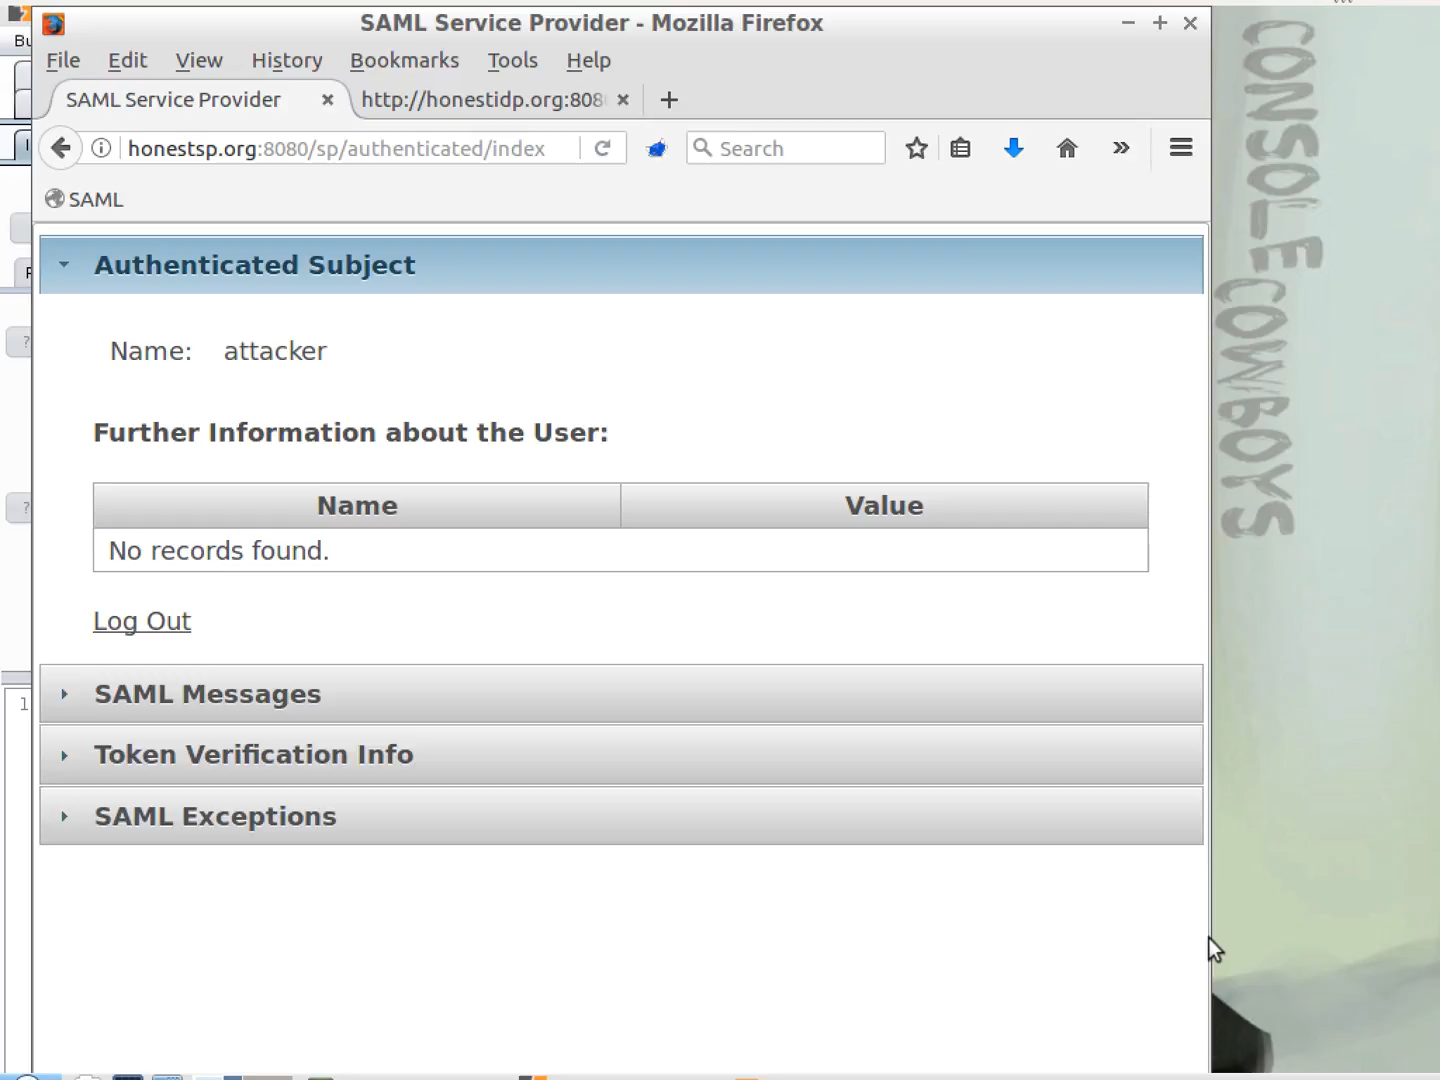 SAML Service Provider - Mozilla Firefox
File Edit View History Bookmarks Tools Help
SAML Service Provider http://honestidp.org:808
honestsp.org:8080/sp/authenticated/index Search
SAML
Authenticated Subject
Name: attacker
Further Information about the User:
Name Value
No records found.
Log Out
SAML Messages
Token Verification Info
SAML Exceptions
CONSOLE
COWBOYS
1